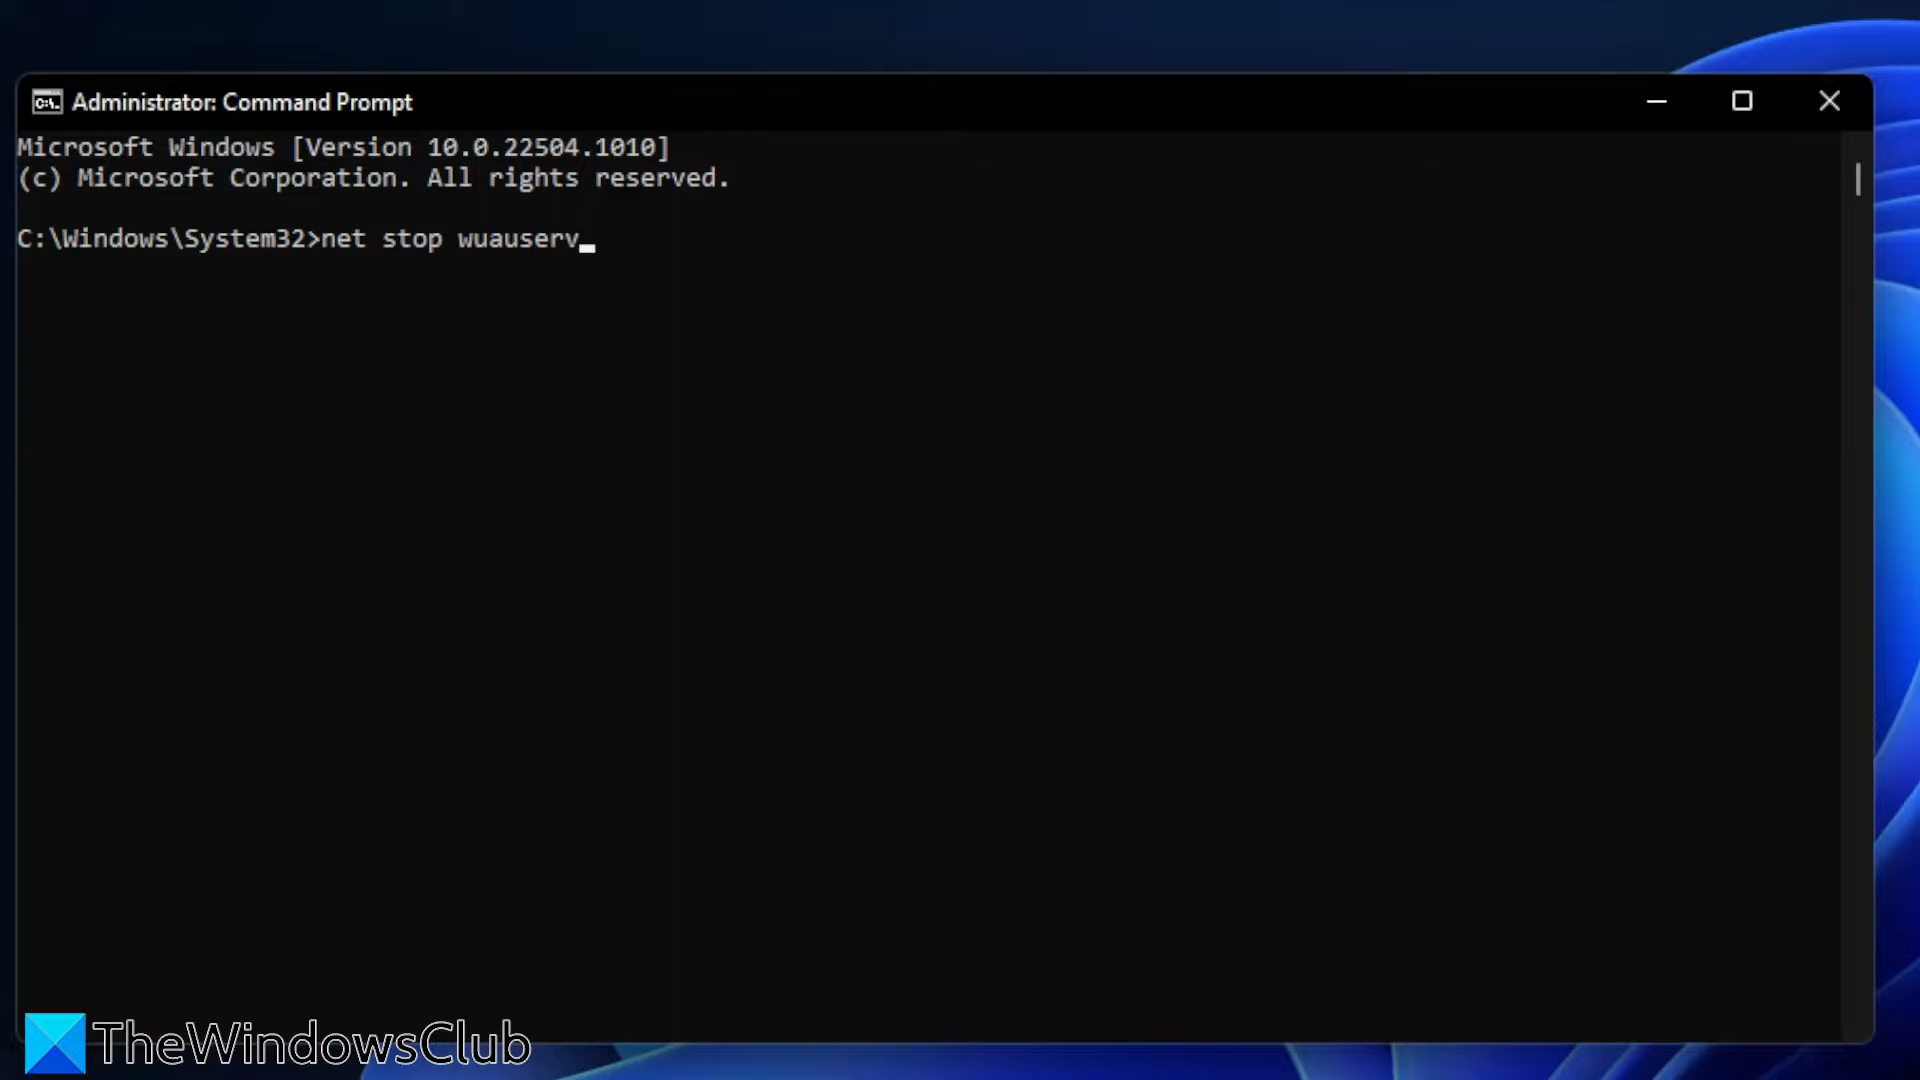 Administrator: Command Prompt
Microsoft Windows [Version 10.0.22504.1010]
(c) Microsoft Corporation. All rights reserved.
C:\Windows\System32>net stop wuauserv
TheWindowsClub